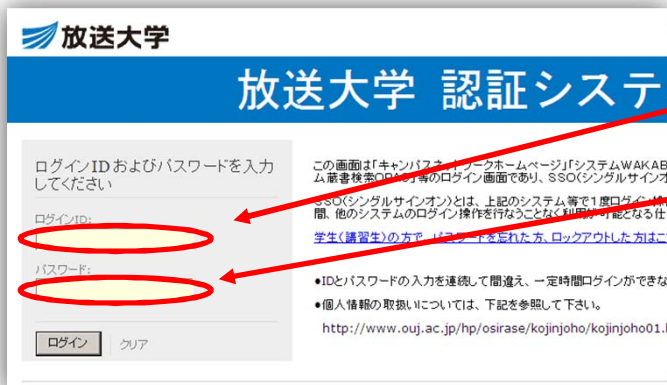 放送大学
放送大学 認証システ
ログインIDおよびパスワードを入力
してください
この画面は「キャンパスネットワークホームページ」「システムWAKAB
ム蔵書検索OPAC」等のログイン画面であり、SSO(シングルサインオ
SSO(シングルサインオン)とは、上記のシステム等で1度ログイン
間、他のシステムのログイン操作を行なうことなく利用が可能となる仕
ログインID:
学生(講習生)の方で パスワードを忘れた方、ロックアウトした方はこ
パスワード:
●IDとパスワードの入力を連続して間違え、一定時間ログインができな
●個人情報の取扱いについては、下記を参照して下さい。
http://www.ouj.ac.jp/hp/osirase/kojinjoho/kojinjoho01.
ログイン クリア